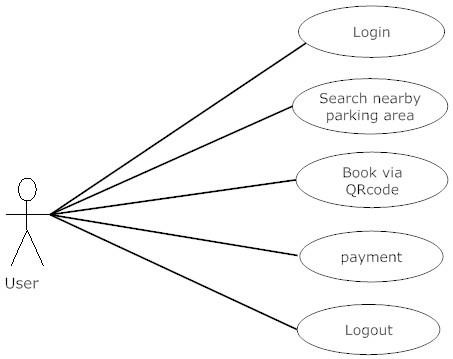 Login
Search nearby
parking area
Book via
QRcode
payment
User
Logout